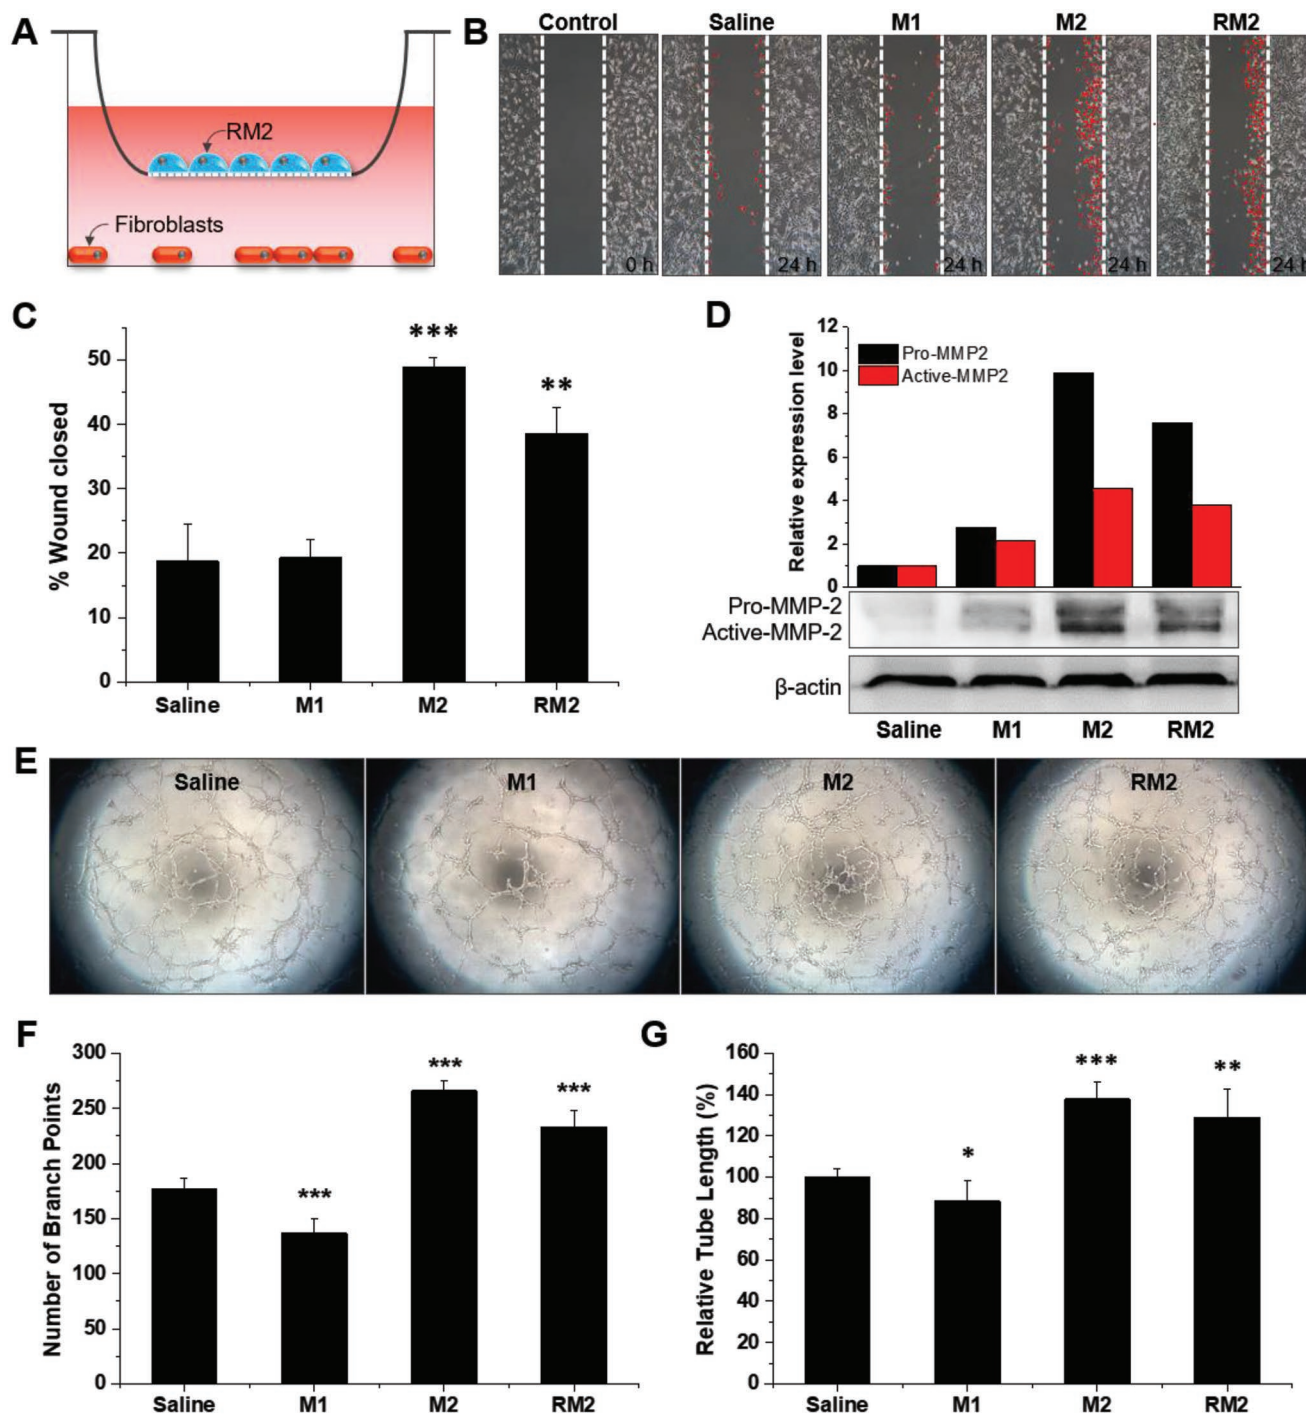 A
RM2
Fibroblasts
B
Control Saline M1 M2 RM2
0 h 24 h 24 h 24 h 24 h
C
% Wound closed
50
40
30
20
10
0
***
**
Saline M1 M2 RM2
D
Relative expression level
12
10
8
6
4
2
0
Pro-MMP2
Active-MMP2
Pro-MMP-2
Active-MMP-2
β-actin
Saline M1 M2 RM2
E
Saline M1 M2 RM2
F
Number of Branch Points
300
250
200
150
100
50
0
***
***
***
Saline M1 M2 RM2
G
Relative Tube Length (%)
160
140
120
100
80
60
40
20
0
*
***
**
Saline M1 M2 RM2